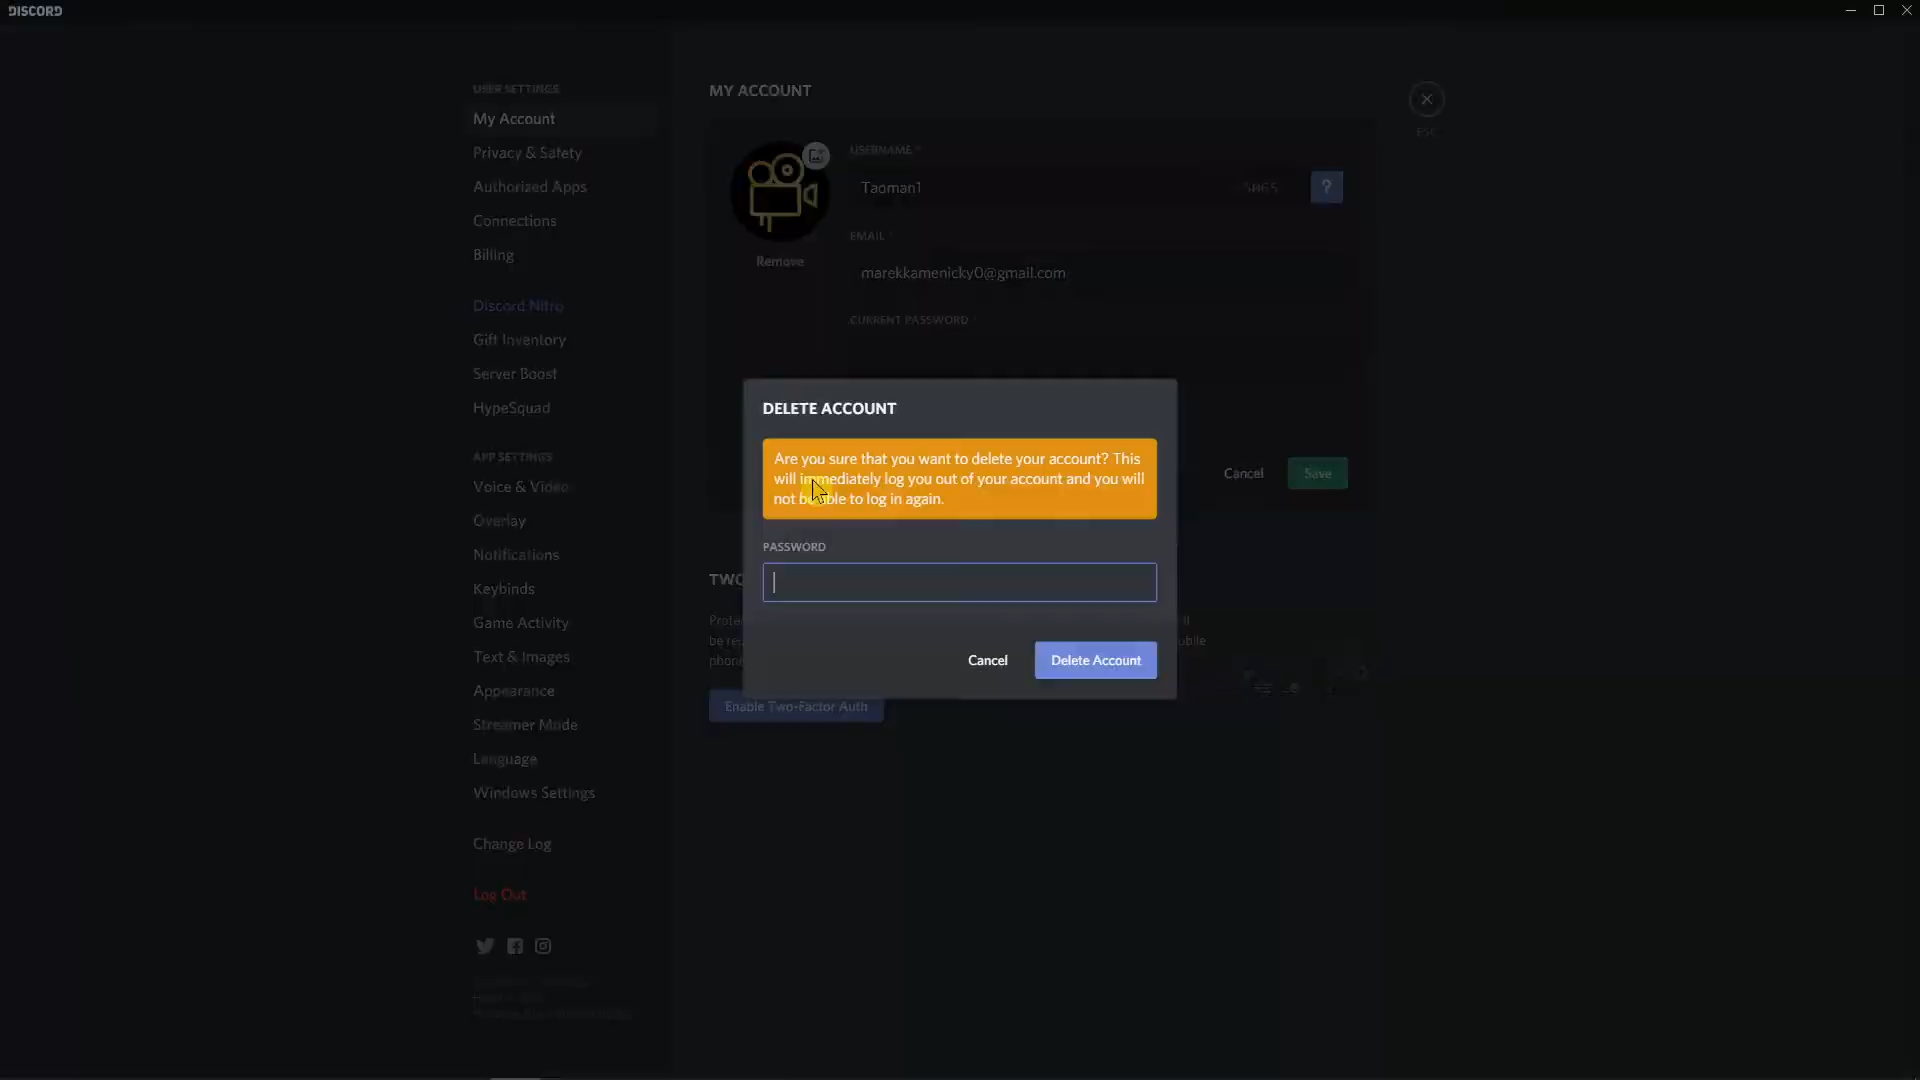 DISCORD
USER SETTINGS
My Account
Privacy & Safety
Authorized Apps
Connections
Billing
Discord Nitro
Gift Inventory
Server Boost
HypeSquad
APP SETTINGS
Voice & Video
Overlay
Notifications
Keybinds
Game Activity
Text & Images
Appearance
Streamer Mode
Language
Windows Settings
Change Log
Log Out
MY ACCOUNT
ESC
USERNAME
Taoman1
5065
?
EMAIL
Remove
marekkamenicky0@gmail.com
CURRENT PASSWORD
Cancel
Save
DELETE ACCOUNT
Are you sure that you want to delete your account? This
will immediately log you out of your account and you will
not be able to log in again.
PASSWORD
Cancel
Delete Account
TWO
Enable Two-Factor Auth